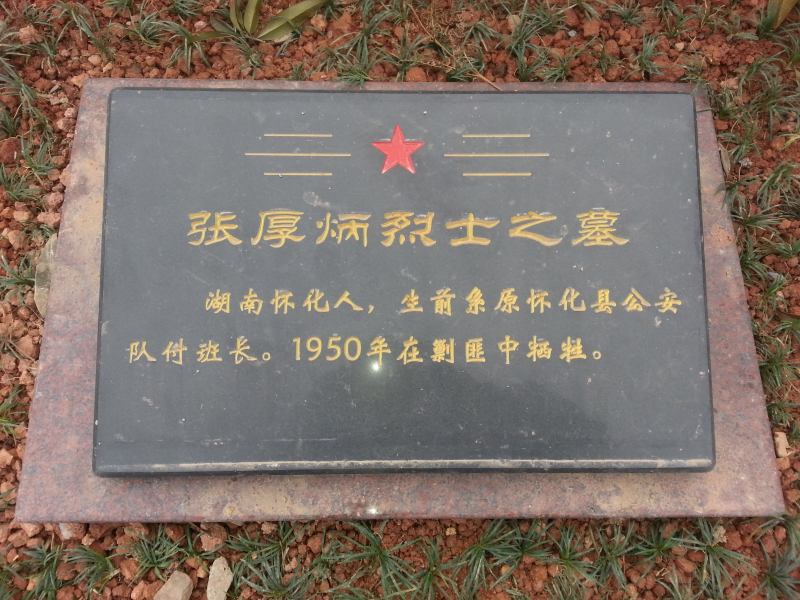 张厚炳烈士之墓
湖南怀化人，生前系原怀化县公安
队付班长。1950年在剿匪中牺牲。